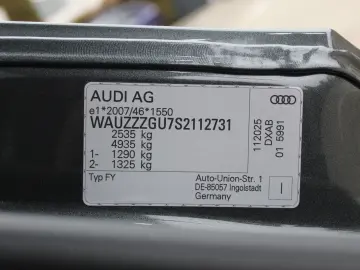 AUDI AG
e1*2007/46*1550
WAUZZZGU7S2112731
2535 kg
4935 kg
1- 1290 kg
2- 1325 kg
Typ FY
Auto-Union-Str. 1
DE-85057 Ingolstadt
Germany
I
112025
DXAB
01 5991